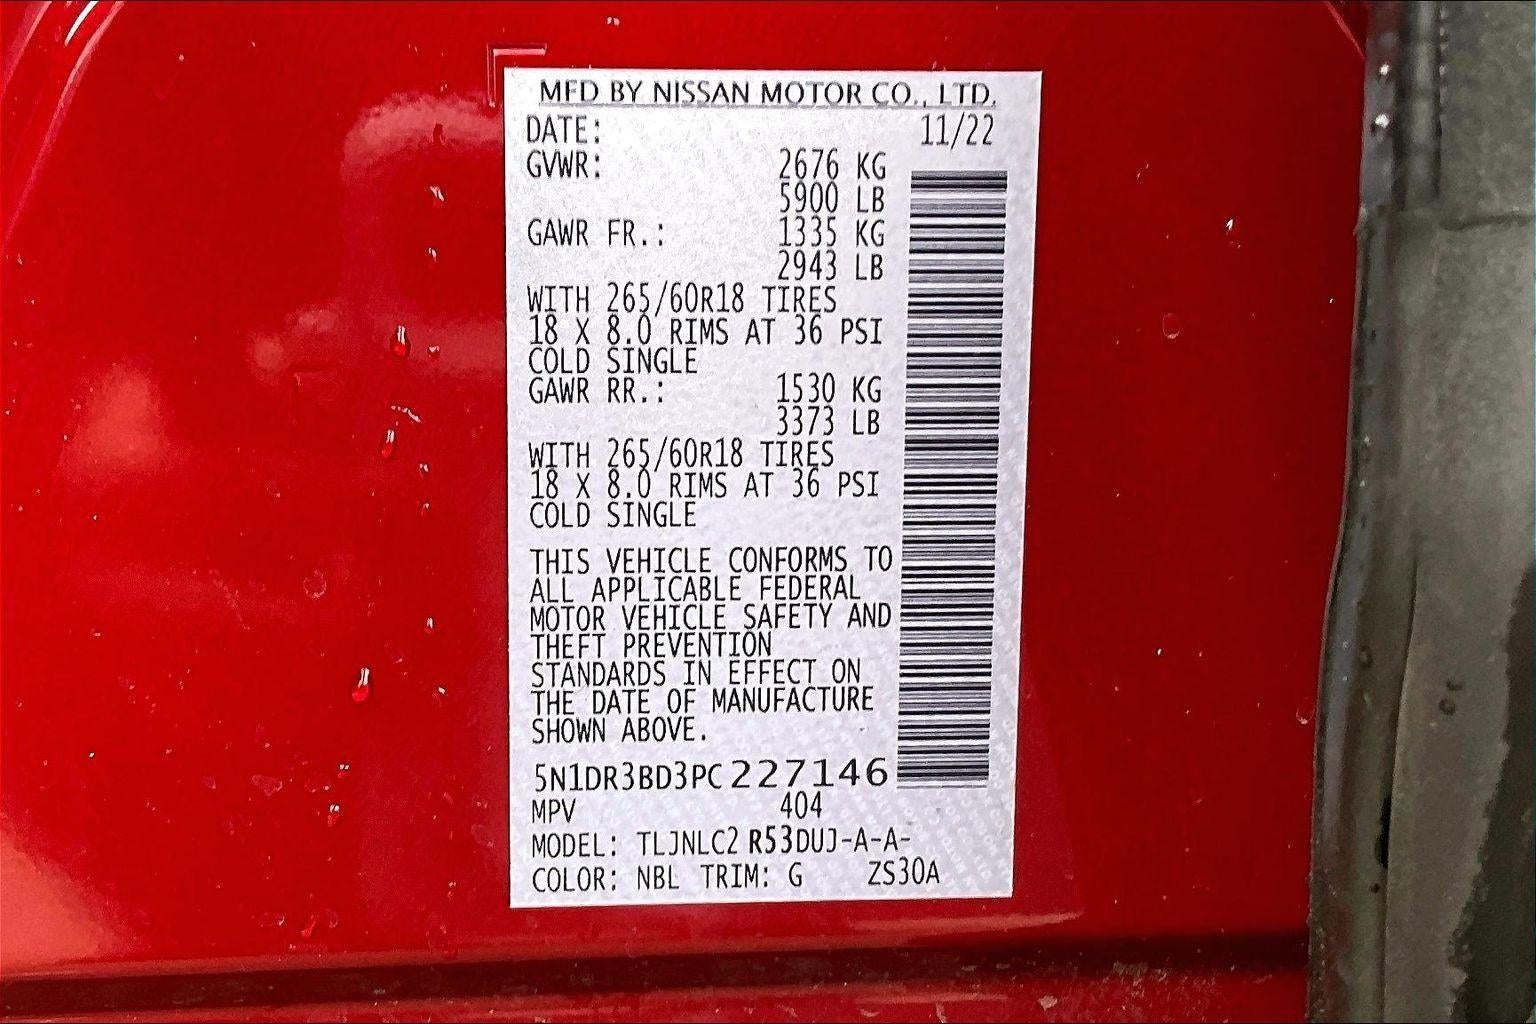 MFD BY NISSAN MOTOR CO., LTD.
DATE: 11/22
GVWR: 2676 KG
5900 LB
GAWR FR.: 1335 KG
2943 LB
WITH 265/60R18 TIRES
18 X 8.0 RIMS AT 36 PSI
COLD SINGLE
GAWR RR.: 1530 KG
3373 LB
WITH 265/60R18 TIRES
18 X 8.0 RIMS AT 36 PSI
COLD SINGLE
THIS VEHICLE CONFORMS TO
ALL APPLICABLE FEDERAL
MOTOR VEHICLE SAFETY AND
THEFT PREVENTION
STANDARDS IN EFFECT ON
THE DATE OF MANUFACTURE
SHOWN ABOVE.
5N1DR3BD3PC227146
MPV 404
MODEL: TLJNLC2 R53DUJ-A-A-
COLOR: NBL TRIM: G ZS30A